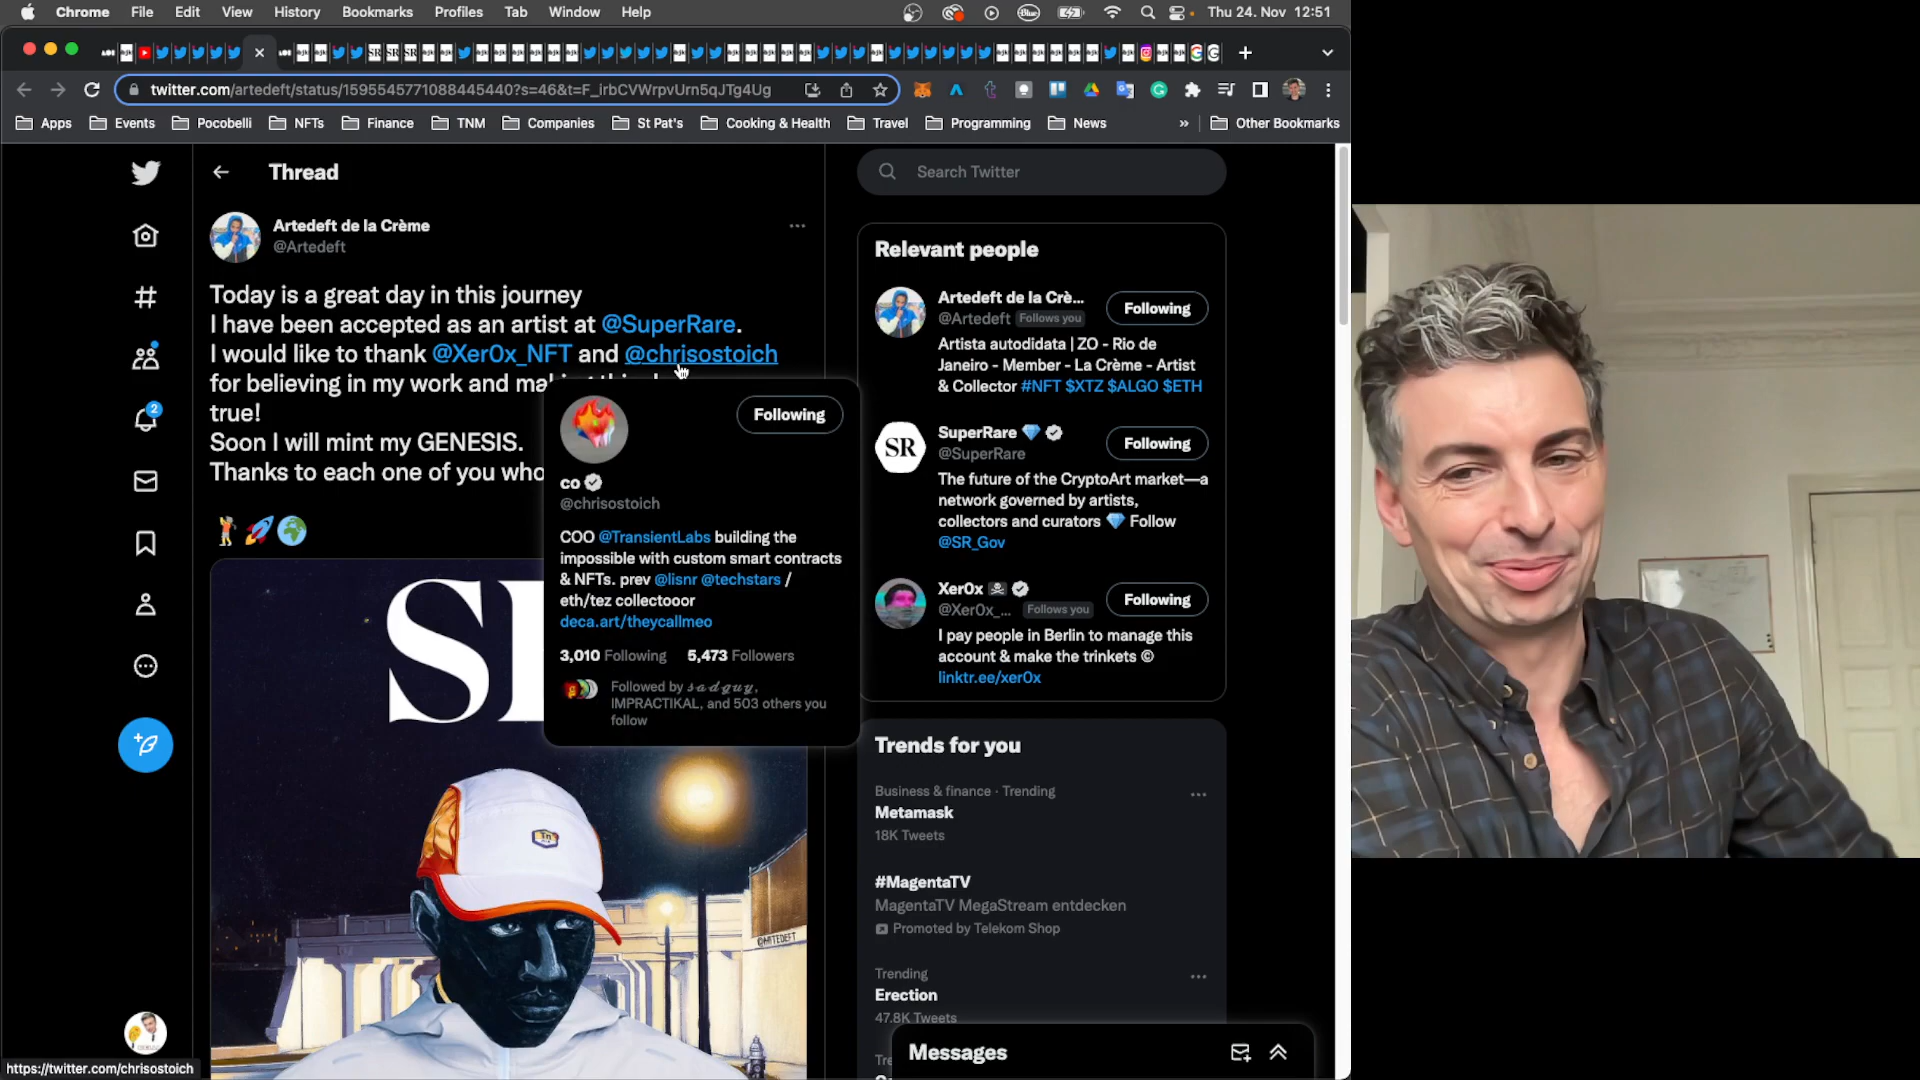 Chrome File Edit View History Bookmarks Profiles Tab Window Help
Thu 24. Nov 12:51
twitter.com/artedeft/status/1595545771088445440?s=46&t=F_irbCVWrpvUrn5qJTg4Ug
Apps Events Pocobelli NFTs Finance TNM Companies St Pat's Cooking & Health Travel Programming News » Other Bookmarks
Thread
Artedeft de la Crème
@Artedeft
Today is a great day in this journey
I have been accepted as an artist at @SuperRare.
I would like to thank @Xer0x_NFT and @chrisostoich
for believing in my work and
true!
Soon I will mint my GENESIS.
Thanks to each one of you who
Following
co
@chrisostoich
COO @TransientLabs building the
impossible with custom smart contracts
& NFTs. prev @lisnr @techstars /
eth/tez collectooor
deca.art/theycallmeo
3,010 Following 5,473 Followers
Followed by 𝓼𝓪𝓭𝓰𝓾𝔂,
IMPRACTIKAL, and 503 others you
follow
@ARTEDEFT
2
Search Twitter
Relevant people
Artedeft de la Crè...
@Artedeft Follows you
Following
Artista autodidata | ZO - Rio de
Janeiro - Member - La Crème - Artist
& Collector #NFT $XTZ $ALGO $ETH
SR
SuperRare
@SuperRare
Following
The future of the CryptoArt market—a
network governed by artists,
collectors and curators 💎 Follow
@SR_Gov
Xer0x
@Xer0x_... Follows you
Following
I pay people in Berlin to manage this
account & make the trinkets ©
linktr.ee/xer0x
Trends for you
Business & finance · Trending
Metamask
18K Tweets
#MagentaTV
MagentaTV MegaStream entdecken
Promoted by Telekom Shop
Trending
Erection
47.8K Tweets
Messages
https://twitter.com/chrisostoich